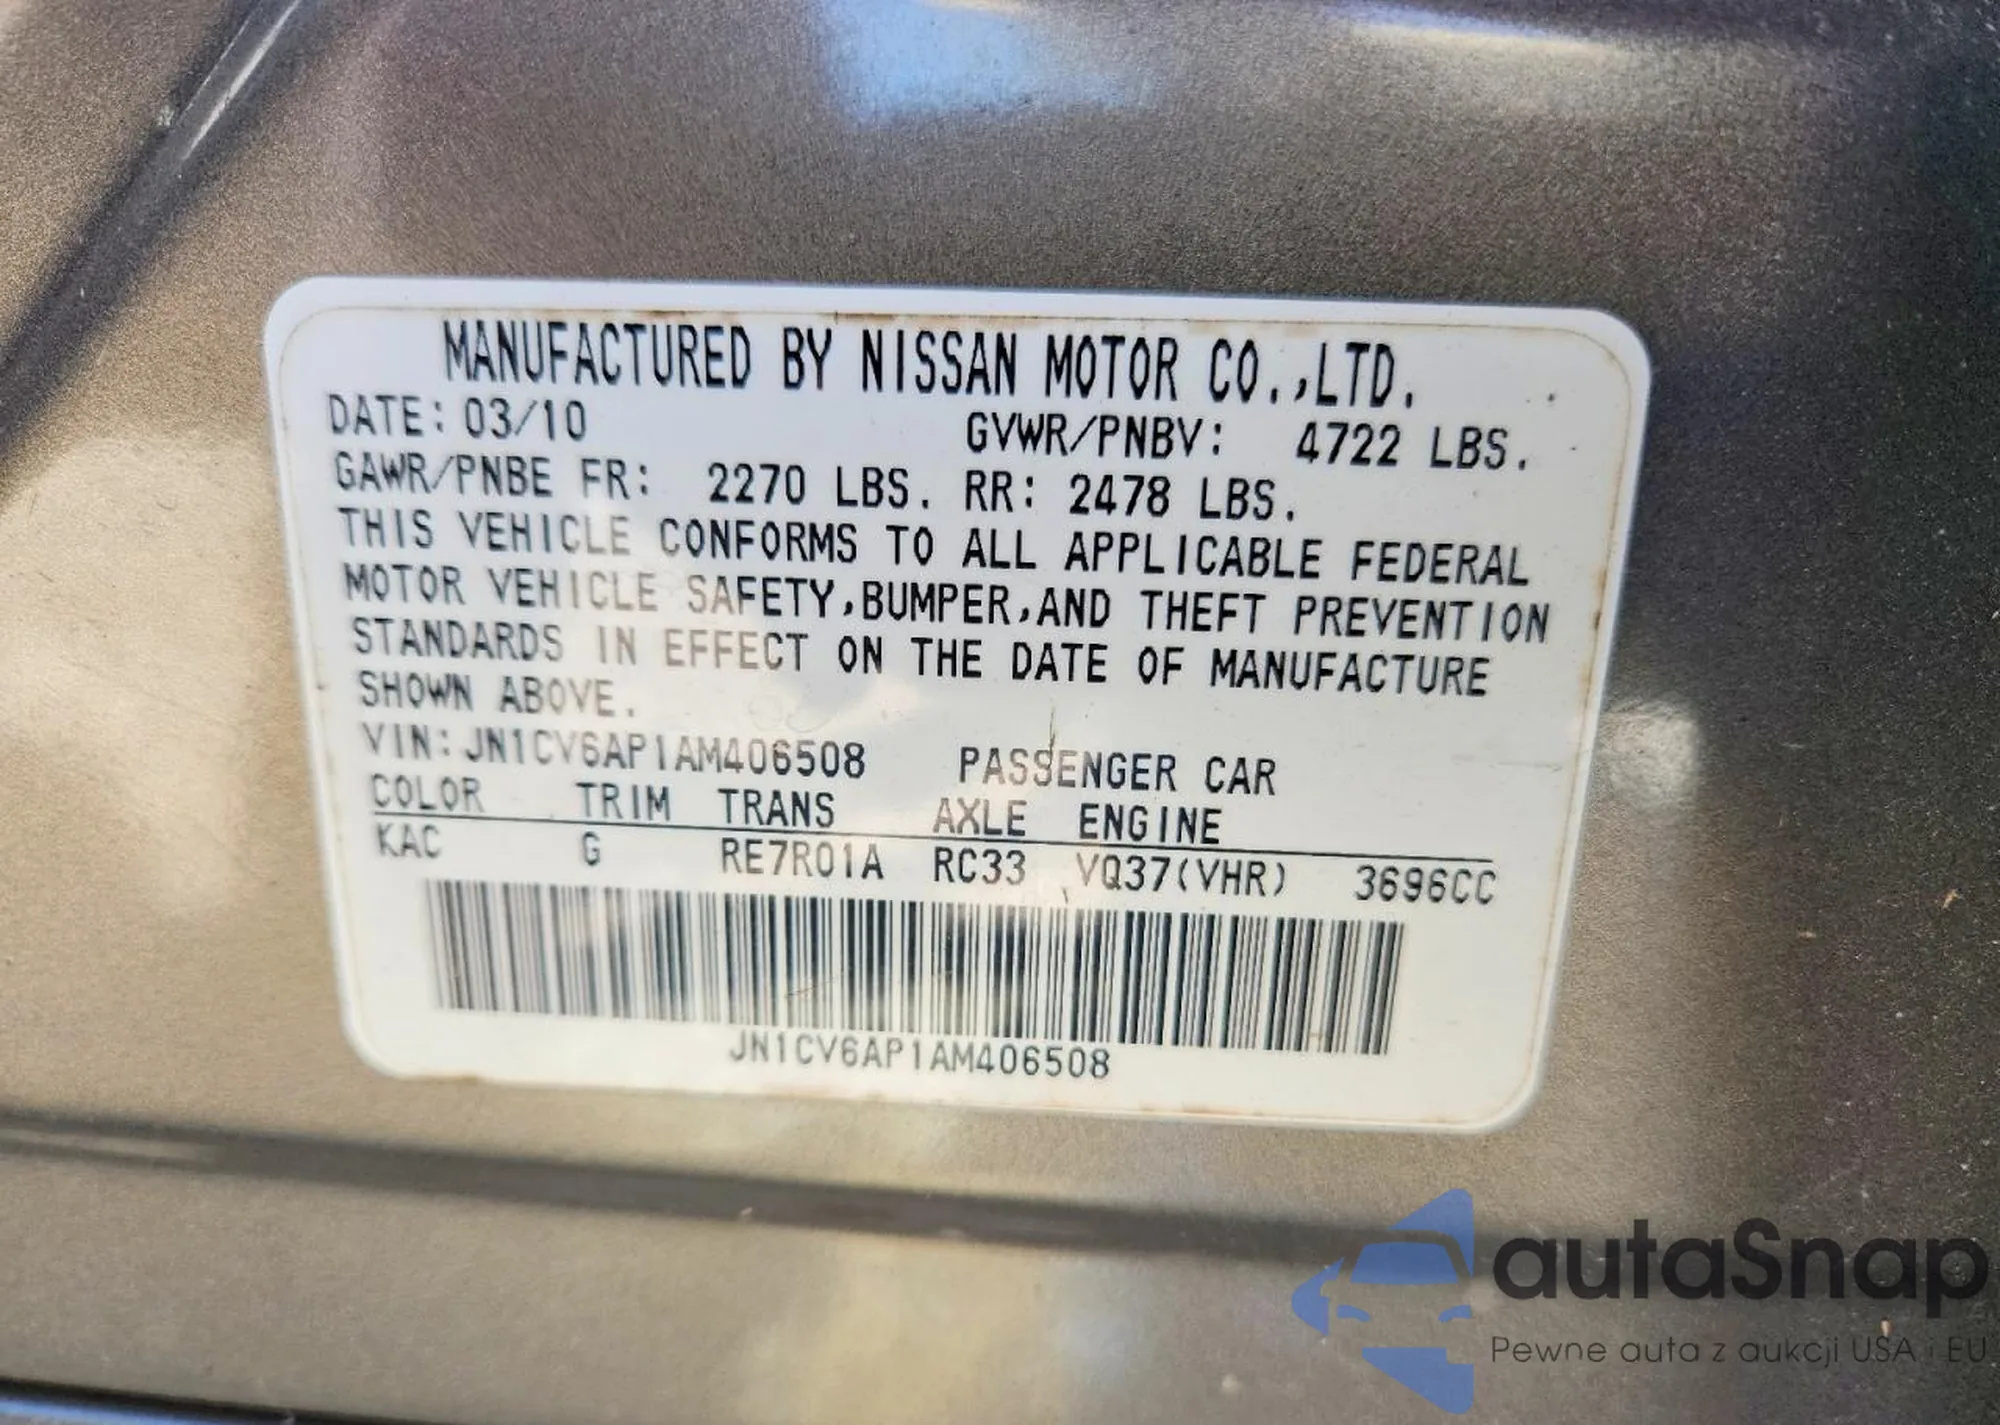 MANUFACTURED BY NISSAN MOTOR CO.,LTD.
DATE: 03/10 GVWR/PNBV: 4722 LBS.
GAWR/PNBE FR: 2270 LBS. RR: 2478 LBS.
THIS VEHICLE CONFORMS TO ALL APPLICABLE FEDERAL
MOTOR VEHICLE SAFETY,BUMPER,AND THEFT PREVENTION
STANDARDS IN EFFECT ON THE DATE OF MANUFACTURE
SHOWN ABOVE.
VIN:JN1CV6AP1AM406508 PASSENGER CAR
COLOR TRIM TRANS AXLE ENGINE
KAC G RE7R01A RC33 VQ37(VHR) 3696CC
JN1CV6AP1AM406508
autaSnap
Pewne auta z aukcji USA i EU